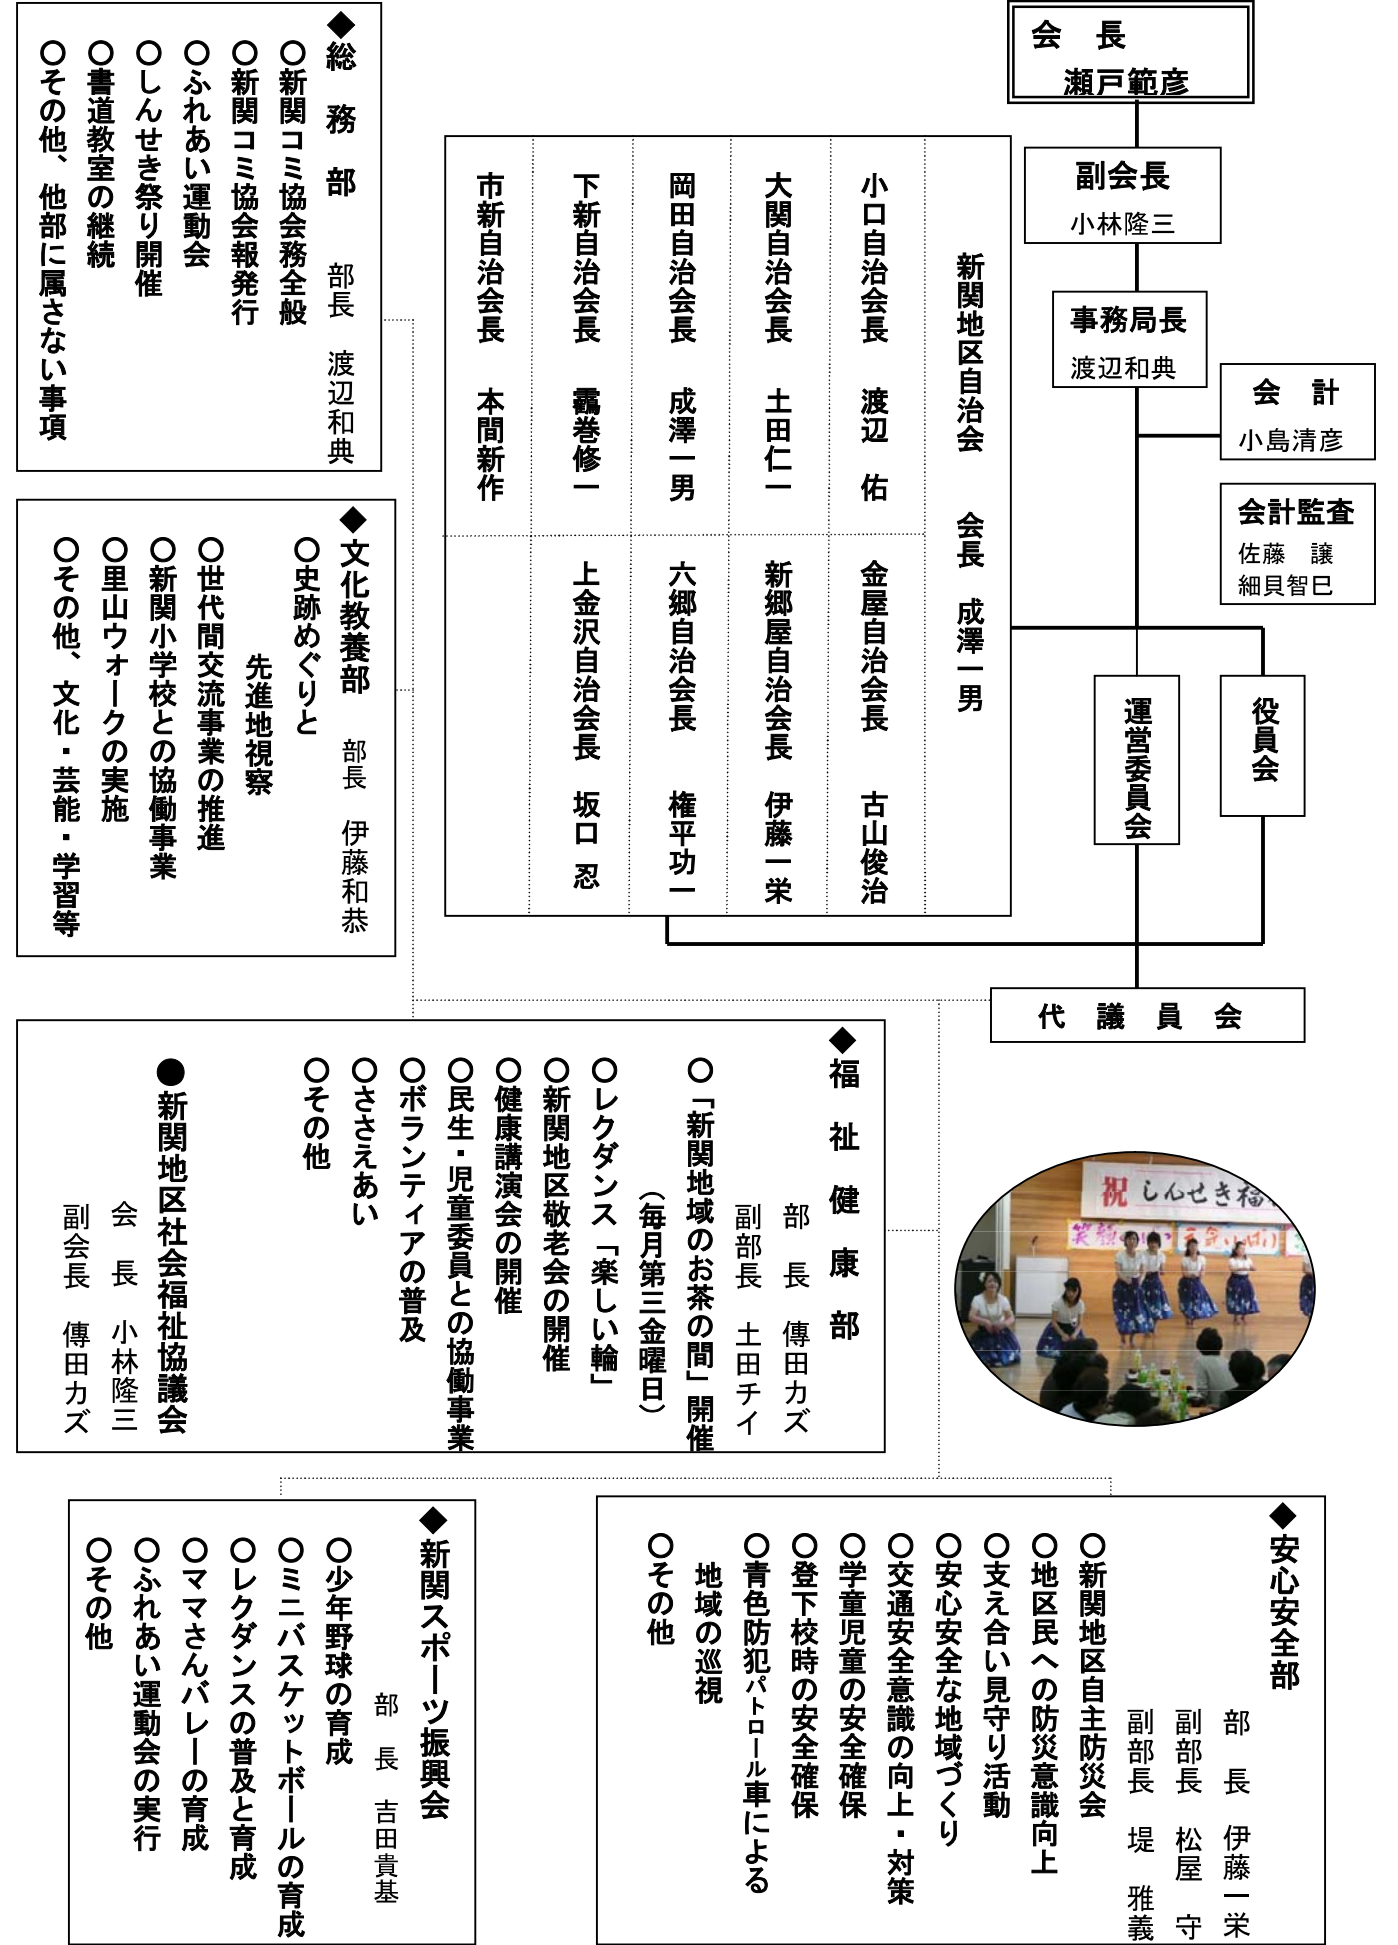 会　長
瀬戸範彦
副会長
小林隆三
事務局長
渡辺和典
会　計
小島清彦
会計監査
佐藤　譲
細貝智巳
役員会
運営委員会
新関地区自治会　会長　成澤一男
小口自治会長　渡辺　佑
金屋自治会長　古山俊治
大関自治会長　土田仁一
新郷屋自治会長　伊藤一栄
岡田自治会長　成澤一男
六郷自治会長　権平功一
下新自治会長　靏巻修一
上金沢自治会長　坂口　忍
市新自治会長　本間新作
代　議　員　会
◆総　務　部　部長　渡辺和典
○新関コミ協会務全般
○新関コミ協会報発行
○ふれあい運動会
○しんせき祭り開催
○書道教室の継続
○その他、他部に属さない事項
◆文化教養部　部長　伊藤和恭
○史跡めぐりと
先進地視察
○世代間交流事業の推進
○新関小学校との協働事業
○里山ウォークの実施
○その他、文化・芸能・学習等
◆福　祉　健　康　部
部　長　傳田カズ
副部長　土田チイ
○「新関地域のお茶の間」開催
（毎月第三金曜日）
○レクダンス「楽しい輪」
○新関地区敬老会の開催
○健康講演会の開催
○民生・児童委員との協働事業
○ボランティアの普及
○ささえあい
○その他
●新関地区社会福祉協議会
会　長　小林隆三
副会長　傳田カズ
祝 しんせき福
◆安心安全部
部　長　伊藤一栄
副部長　松屋　守
副部長　堤　雅義
○新関地区自主防災会
○地区民への防災意識向上
○支え合い見守り活動
○安心安全な地域づくり
○交通安全意識の向上・対策
○学童児童の安全確保
○登下校時の安全確保
○青色防犯パトロール車による
地域の巡視
○その他
◆新関スポーツ振興会
部　長　吉田貴基
○少年野球の育成
○ミニバスケットボールの育成
○レクダンスの普及と育成
○ママさんバレーの育成
○ふれあい運動会の実行
○その他